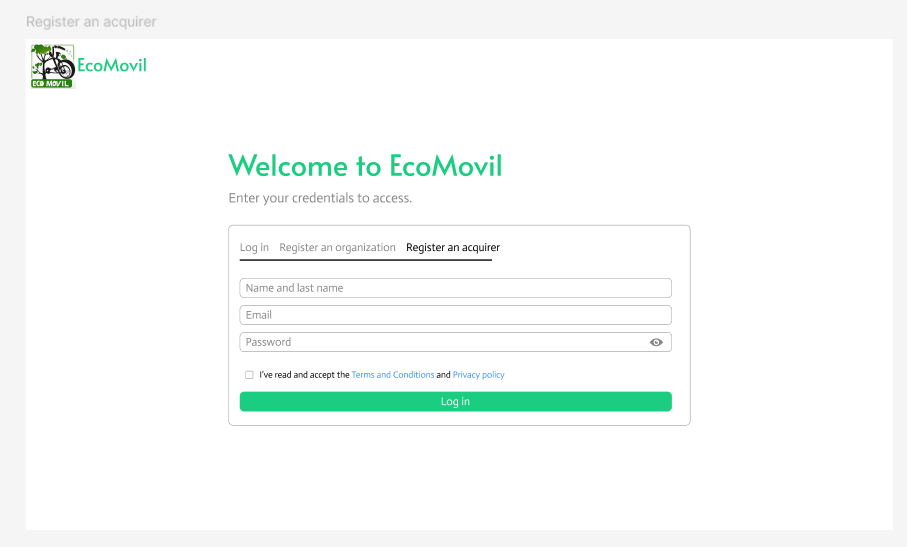 Register an acquirer
ECO MOVIL
EcoMovil
Welcome to EcoMovil
Enter your credentials to access.
Log in Register an organization Register an acquirer
Name and last name
Email
Password
I've read and accept the Terms and Conditions and Privacy policy
Log in